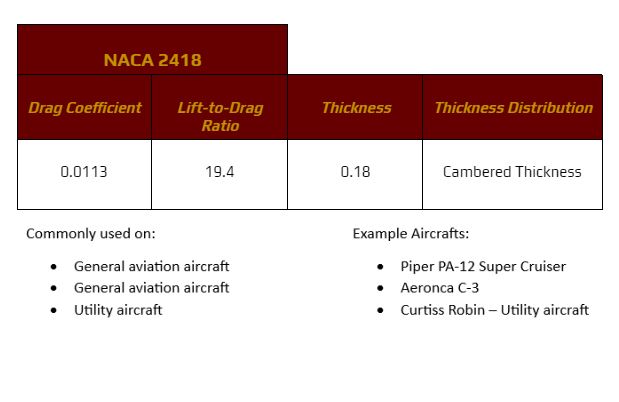 NACA 2418
Drag Coefficient
Lift-to-Drag
Ratio
Thickness
Thickness Distribution
0.0113
19.4
0.18
Cambered Thickness
Commonly used on:
• General aviation aircraft
• General aviation aircraft
• Utility aircraft
Example Aircrafts:
• Piper PA-12 Super Cruiser
• Aeronca C-3
• Curtiss Robin – Utility aircraft